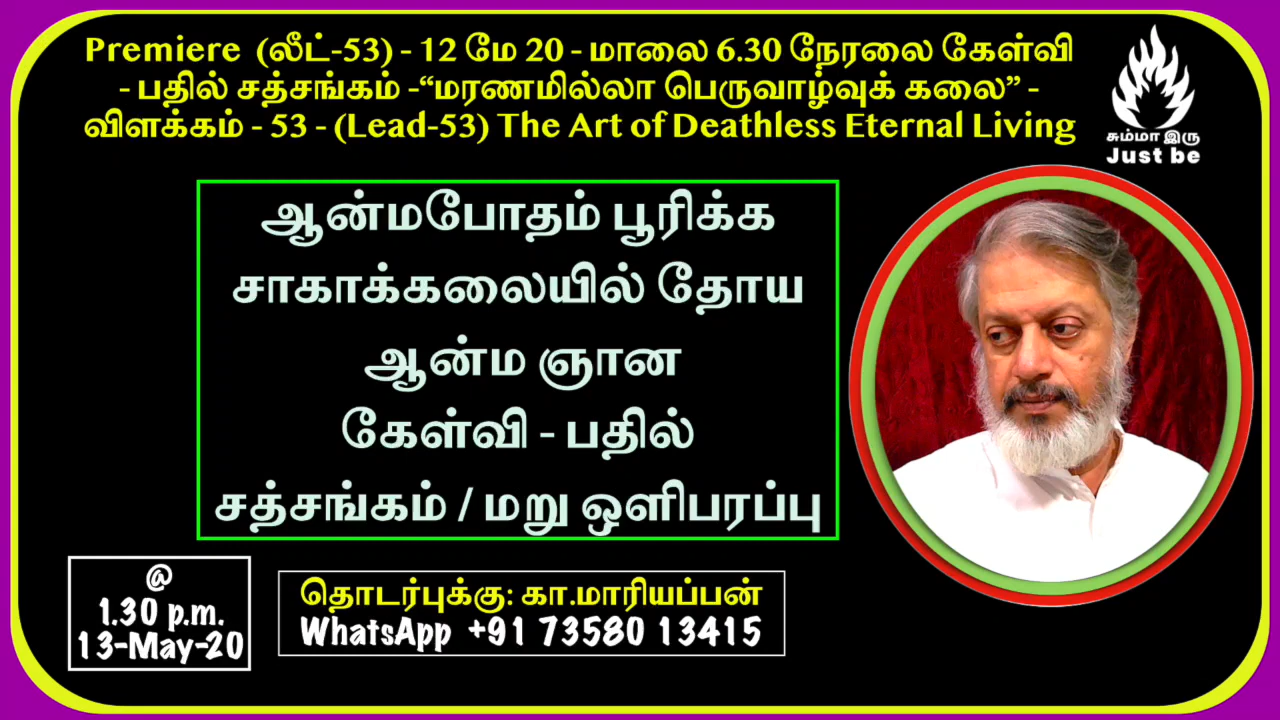 Premiere (லீட்-53) - 12 மே 20 - மாலை 6.30 நேரலை கேள்வி
- பதில் சத்சங்கம் -“மரணமில்லா பெருவாழ்வுக் கலை” -
விளக்கம் - 53 - (Lead-53) The Art of Deathless Eternal Living
சும்மா இரு
Just be
ஆன்மபோதம் பூரிக்க
சாகாக்கலையில் தோய
ஆன்ம ஞான
கேள்வி - பதில்
சத்சங்கம் / மறு ஒளிபரப்பு
@
1.30 p.m.
13-May-20
தொடர்புக்கு: கா.மாரியப்பன்
WhatsApp +91 73580 13415